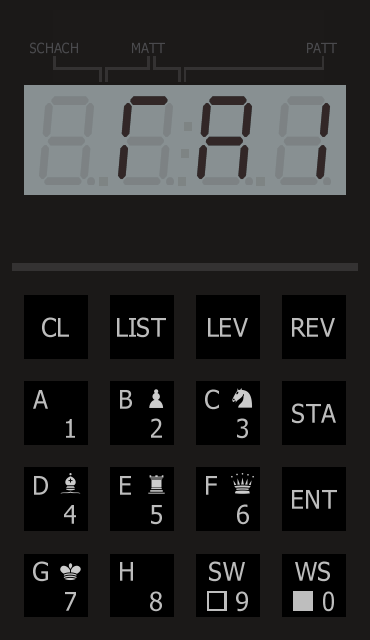 SCHACH MATT PATT
ГA1
CL LIST LEV REV
A 1 B 2 C 3 STA
D 4 E 5 F 6 ENT
G 7 H 8 SW 9 WS 0